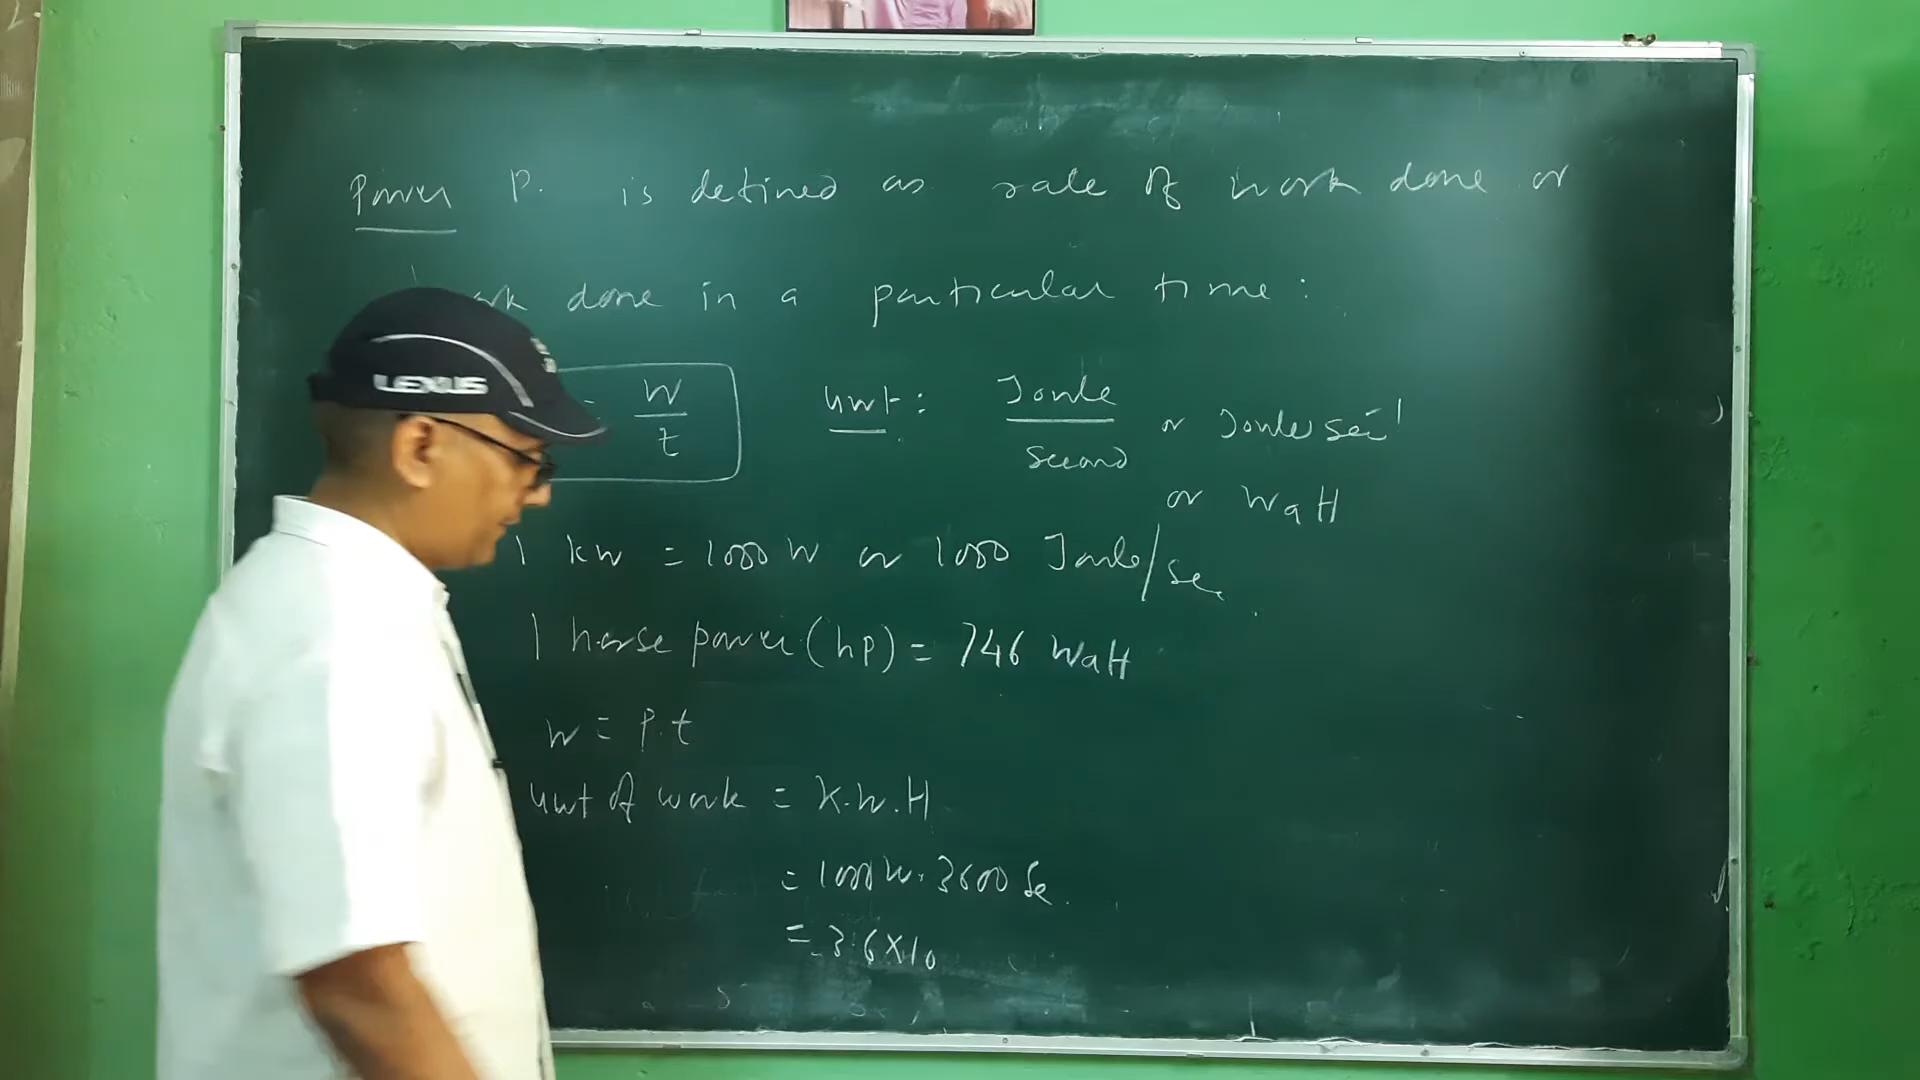 Power P. is defined as rate of work done or
done in a particular time:
= W/t
unit: Joule/second or Joule sec⁻¹
or Watt
1 kw = 1000 W or 1000 Joule/sec
1 horse power (hp) = 746 Watt
W = P.t
unit of work = K.W.H
= 1000 W. 3600 Sec.
= 3.6 X 10
LEXUS